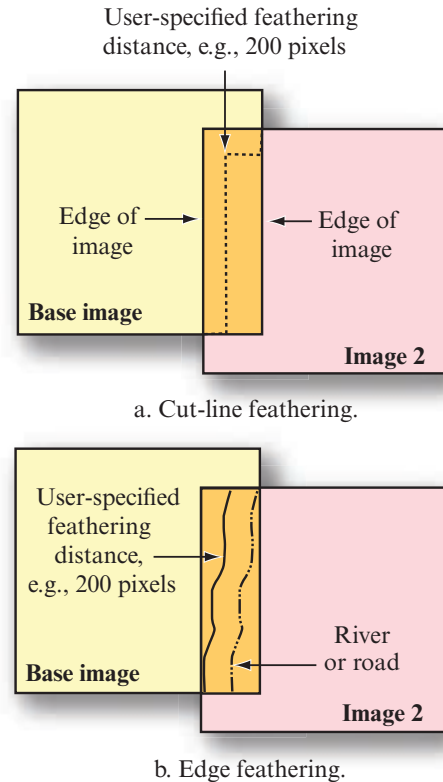 User-specified feathering
distance, e.g., 200 pixels
Edge of
image
Edge of
image
Base image
Image 2
a. Cut-line feathering.
User-specified
feathering
distance,
e.g., 200 pixels
River
or road
Base image
Image 2
b. Edge feathering.